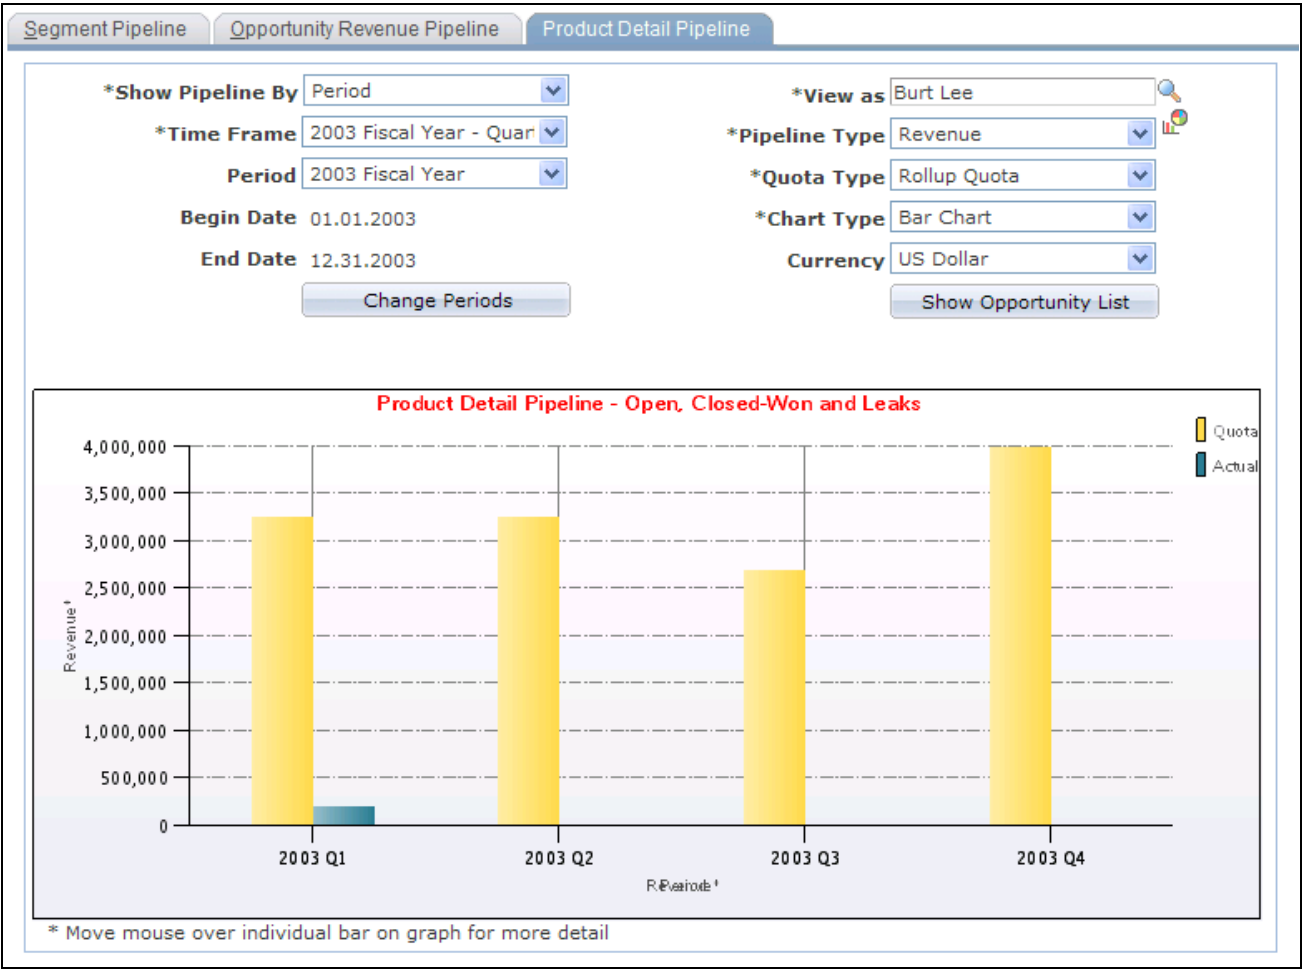 Segment Pipeline Opportunity Revenue Pipeline Product Detail Pipeline
*Show Pipeline By Period
*View as Burt Lee
*Time Frame 2003 Fiscal Year - Quar
*Pipeline Type Revenue
Period 2003 Fiscal Year
*Quota Type Rollup Quota
Begin Date 01.01.2003
*Chart Type Bar Chart
End Date 12.31.2003
Currency US Dollar
Change Periods
Show Opportunity List
Product Detail Pipeline - Open, Closed-Won and Leaks
Quota
Actual
4,000,000
3,500,000
3,000,000
2,500,000
2,000,000
1,500,000
1,000,000
500,000
0
Revenue*
2003 Q1 2003 Q2 2003 Q3 2003 Q4
* Move mouse over individual bar on graph for more detail